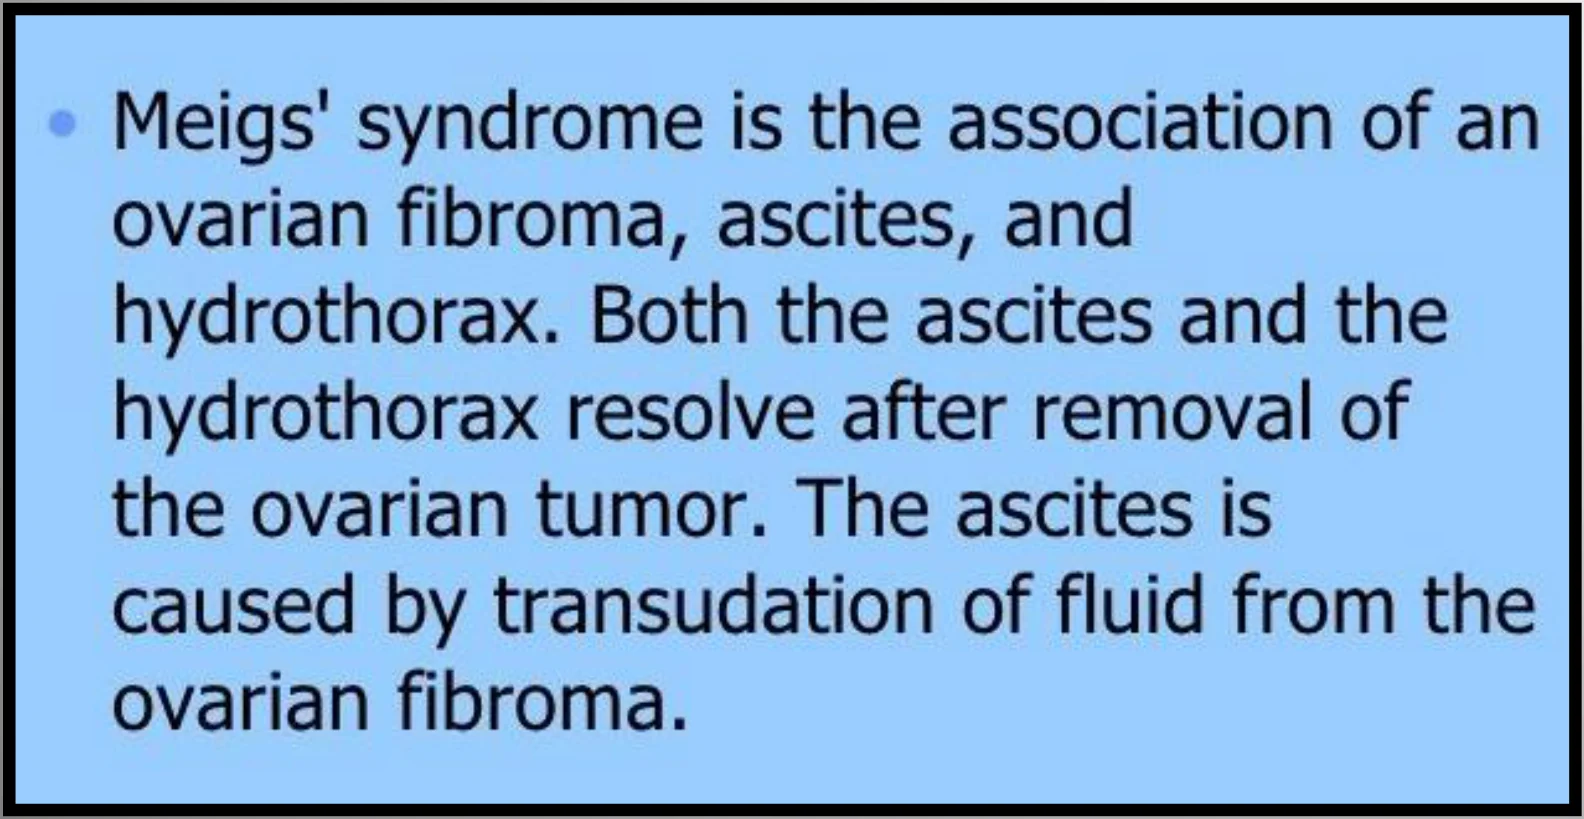 • Meigs' syndrome is the association of an
ovarian fibroma, ascites, and
hydrothorax. Both the ascites and the
hydrothorax resolve after removal of
the ovarian tumor. The ascites is
caused by transudation of fluid from the
ovarian fibroma.